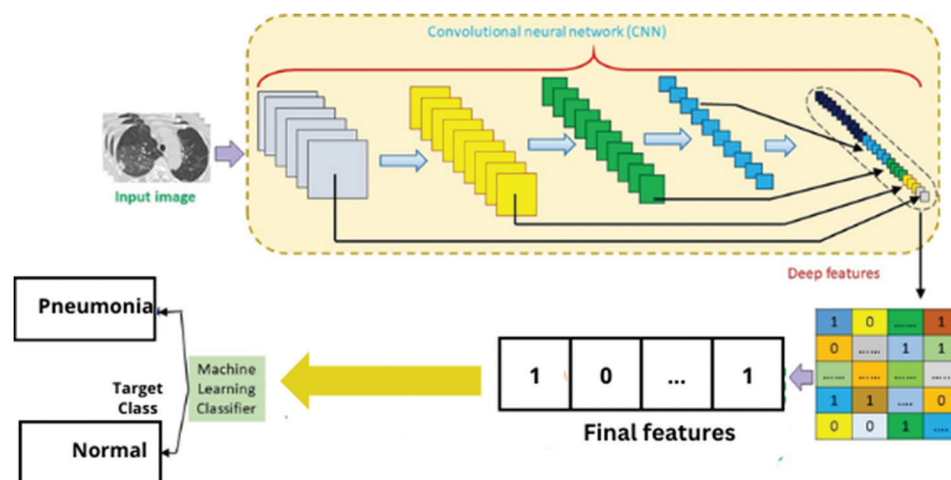 Convolutional neural network (CNN)
Input image
Deep features
1 0 ...... 1
0 ...... 1 1
...... ... ... ......
1 1 .... 0
0 0 1 ....
Pneumonia
Target
Class
Normal
Machine
Learning
Classifier
1 0 ... 1
Final features